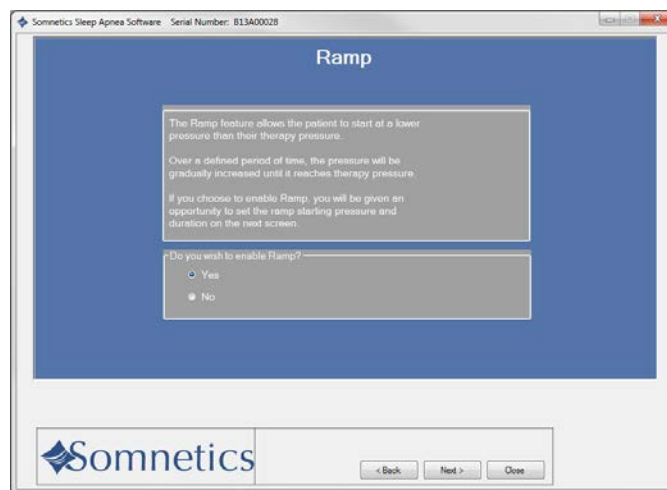 Somnetics Sleep Apnea Software Serial Number: B13A00028
Ramp
The Ramp feature allows the patient to start at a lower
pressure than their therapy pressure.
Over a defined period of time, the pressure will be
gradually increased until it reaches therapy pressure.
If you choose to enable Ramp, you will be given an
opportunity to set the ramp starting pressure and
duration on the next screen.
Do you wish to enable Ramp?
Yes
No
Somnetics
< Back Next > Close